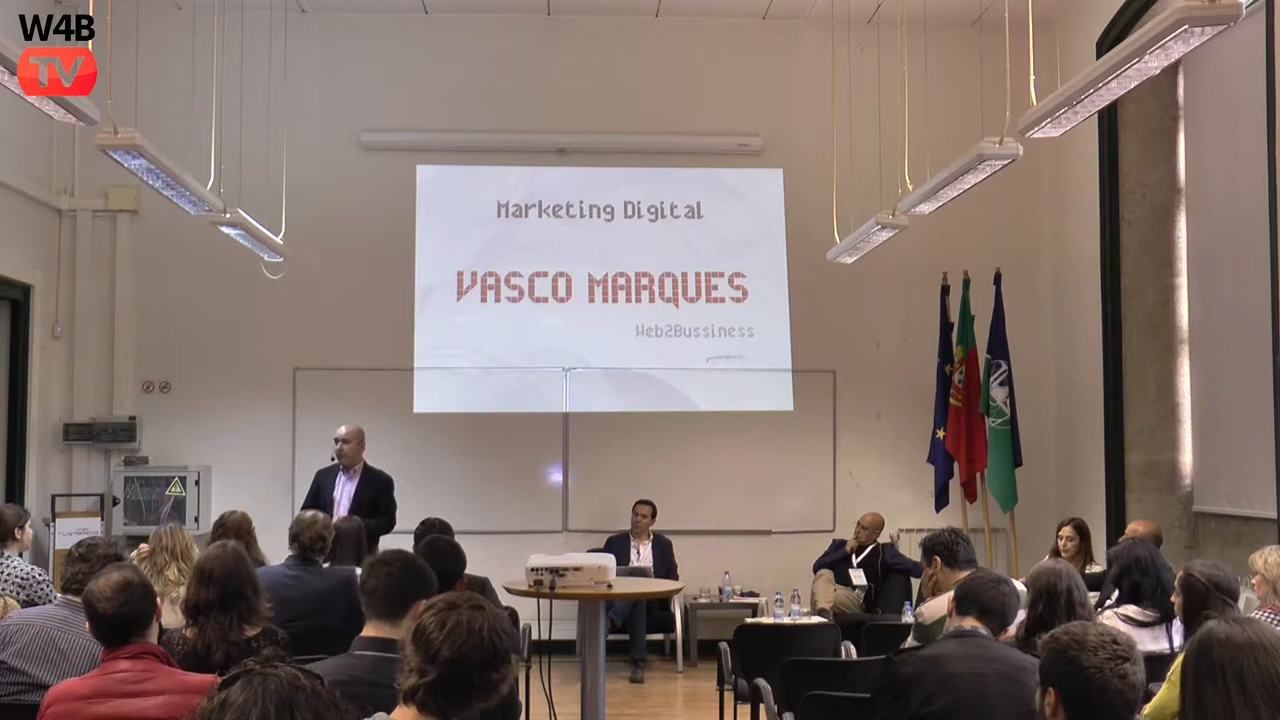 W4B
TV
Marketing Digital
VASCO MARQUES
Web2Bussiness